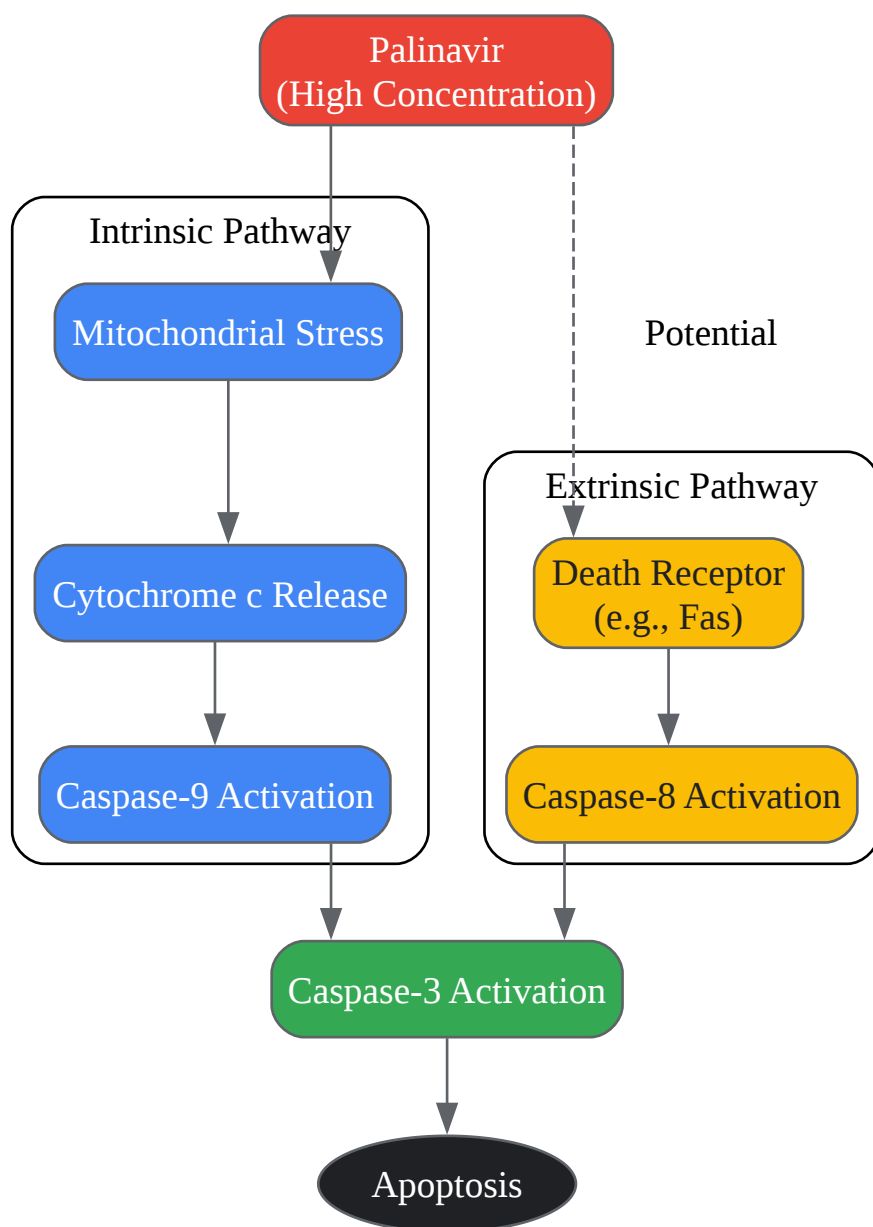 Palinavir
(High Concentration)
Intrinsic Pathway
Mitochondrial Stress
Potential
Extrinsic Pathway
Cytochrome c Release
Death Receptor
(e.g., Fas)
Caspase-9 Activation
Caspase-8 Activation
Caspase-3 Activation
Apoptosis